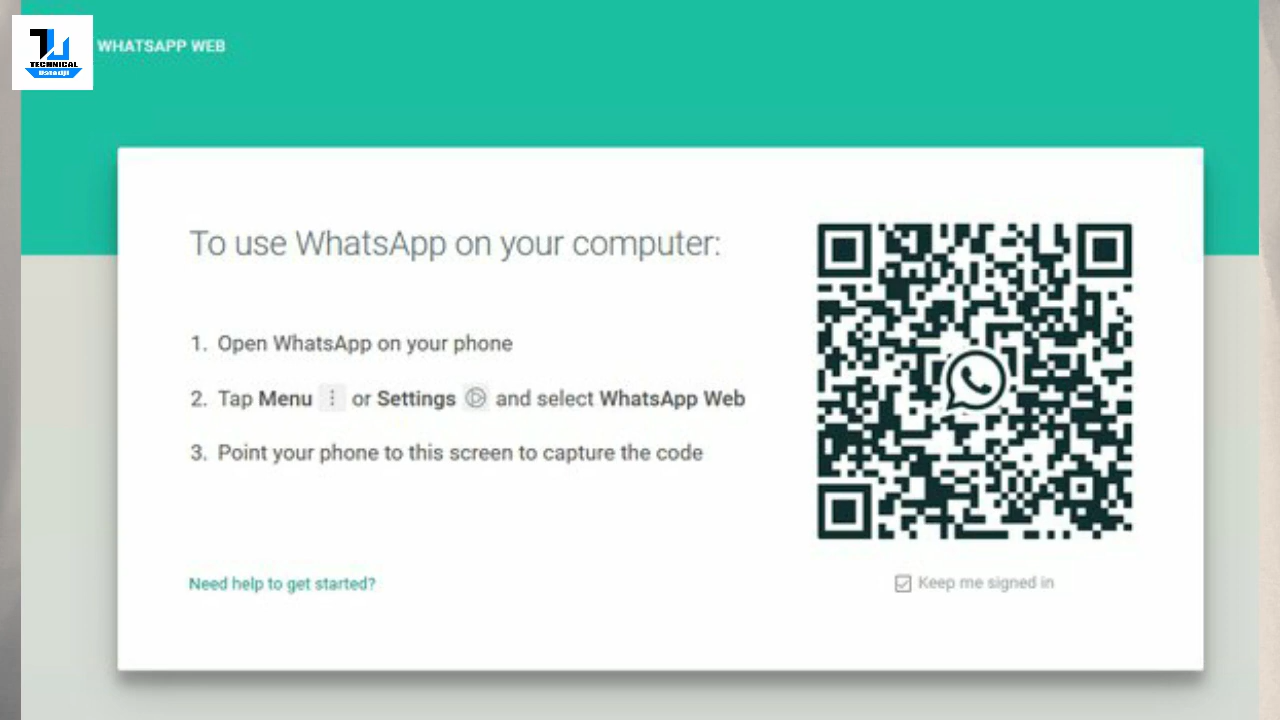 TECHNICAL
Ustadji
WHATSAPP WEB
To use WhatsApp on your computer:
1. Open WhatsApp on your phone
2. Tap Menu or Settings and select WhatsApp Web
3. Point your phone to this screen to capture the code
Need help to get started?
Keep me signed in